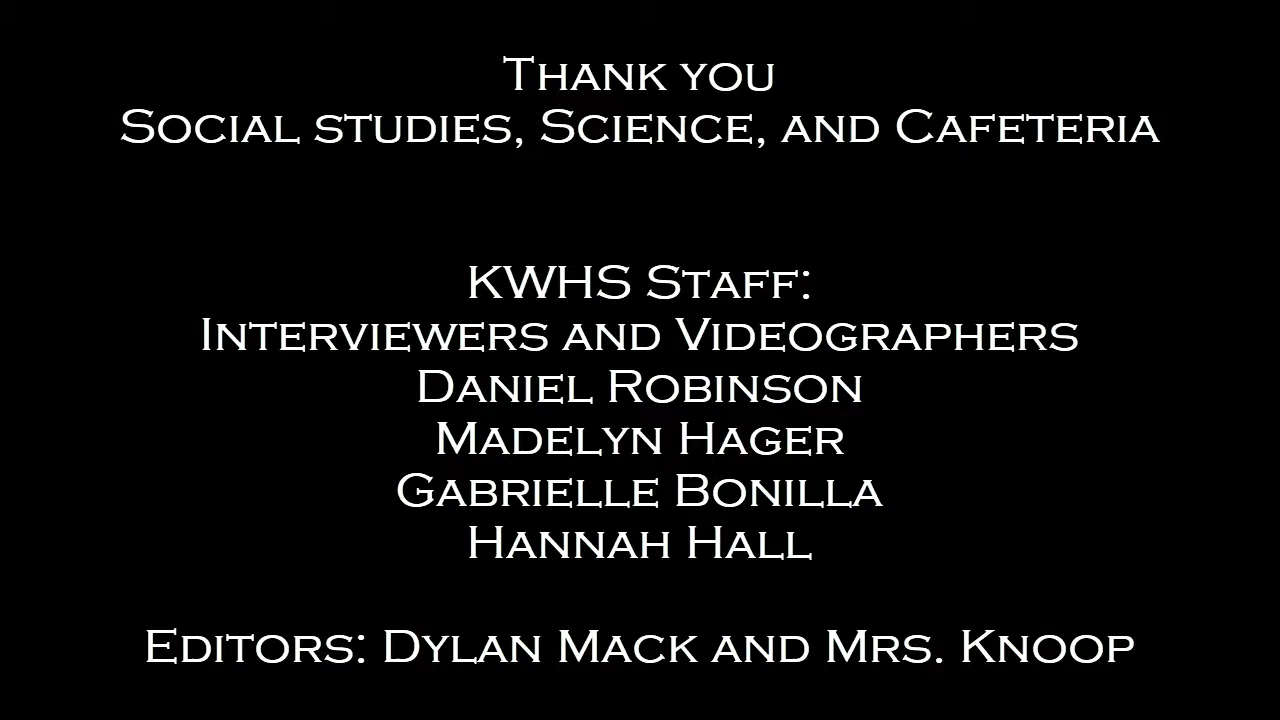 Thank you
Social studies, Science, and Cafeteria
KWHS Staff:
Interviewers and Videographers
Daniel Robinson
Madelyn Hager
Gabrielle Bonilla
Hannah Hall
Editors: Dylan Mack and Mrs. Knoop